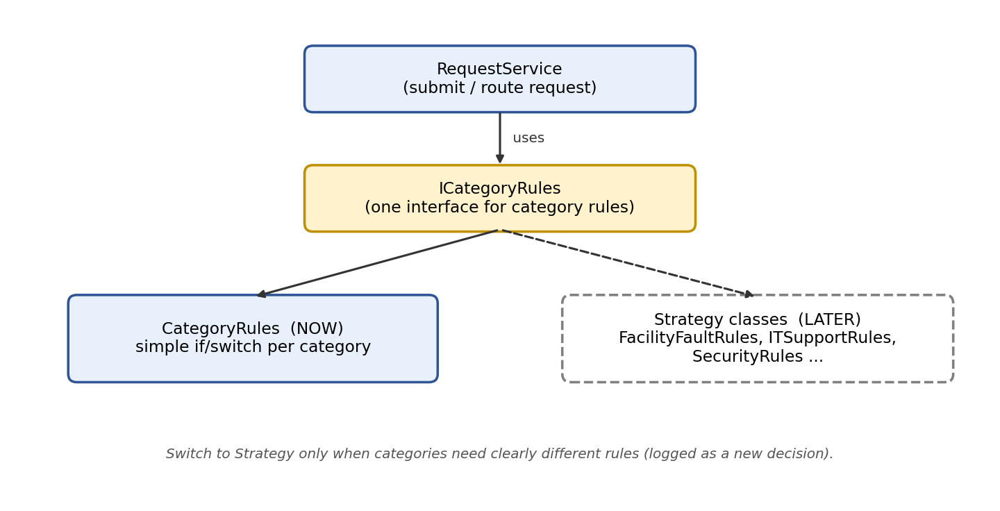 RequestService
(submit / route request)
uses
ICategoryRules
(one interface for category rules)
CategoryRules  (NOW)
simple if/switch per category
Strategy classes  (LATER)
FacilityFaultRules, ITSupportRules,
SecurityRules ...
Switch to Strategy only when categories need clearly different rules (logged as a new decision).